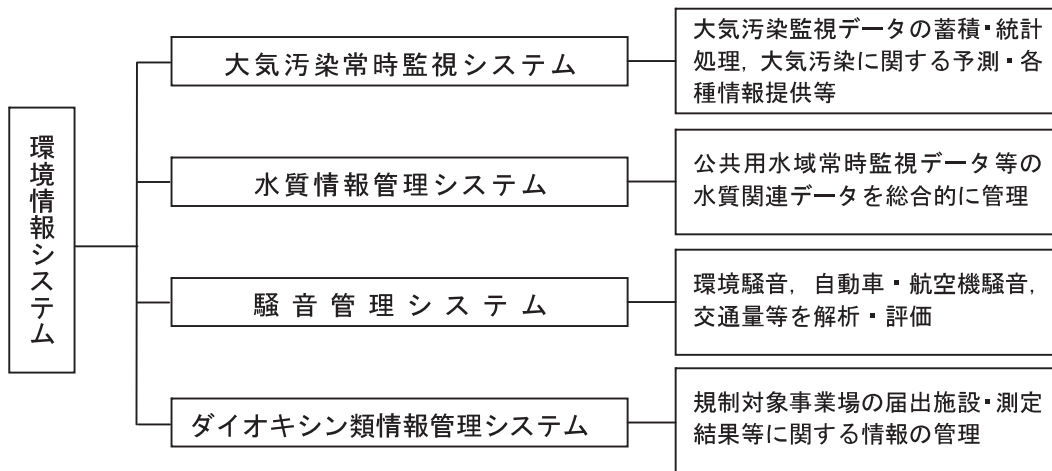 環境情報システム
大気汚染常時監視システム
大気汚染監視データの蓄積・統計
処理，大気汚染に関する予測・各
種情報提供等
水質情報管理システム
公共用水域常時監視データ等の
水質関連データを総合的に管理
騒音管理システム
環境騒音，自動車・航空機騒音，
交通量等を解析・評価
ダイオキシン類情報管理システム
規制対象事業場の届出施設・測定
結果等に関する情報の管理